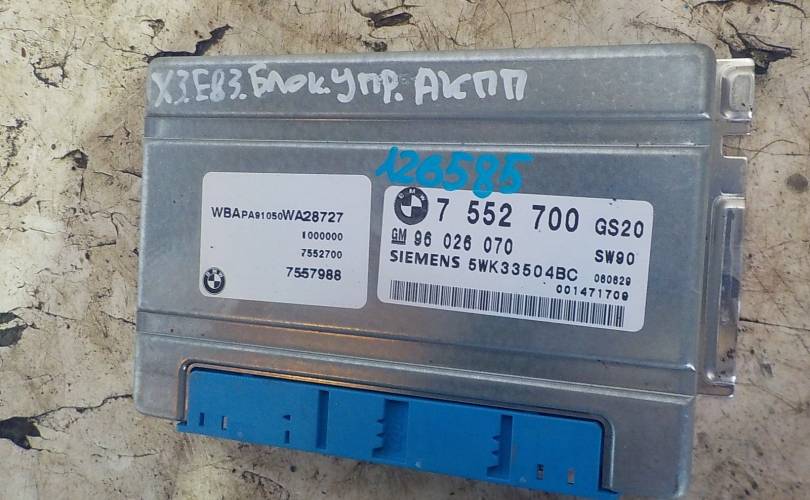 X3.E83.Блок.Упр.АКПП
126585
WBAPA91050WA28727
1000000
7552700
7557988
BMW
7 552 700 GS20
GM 96 026 070 SW90
SIEMENS 5WK33504BC 060629
001471709